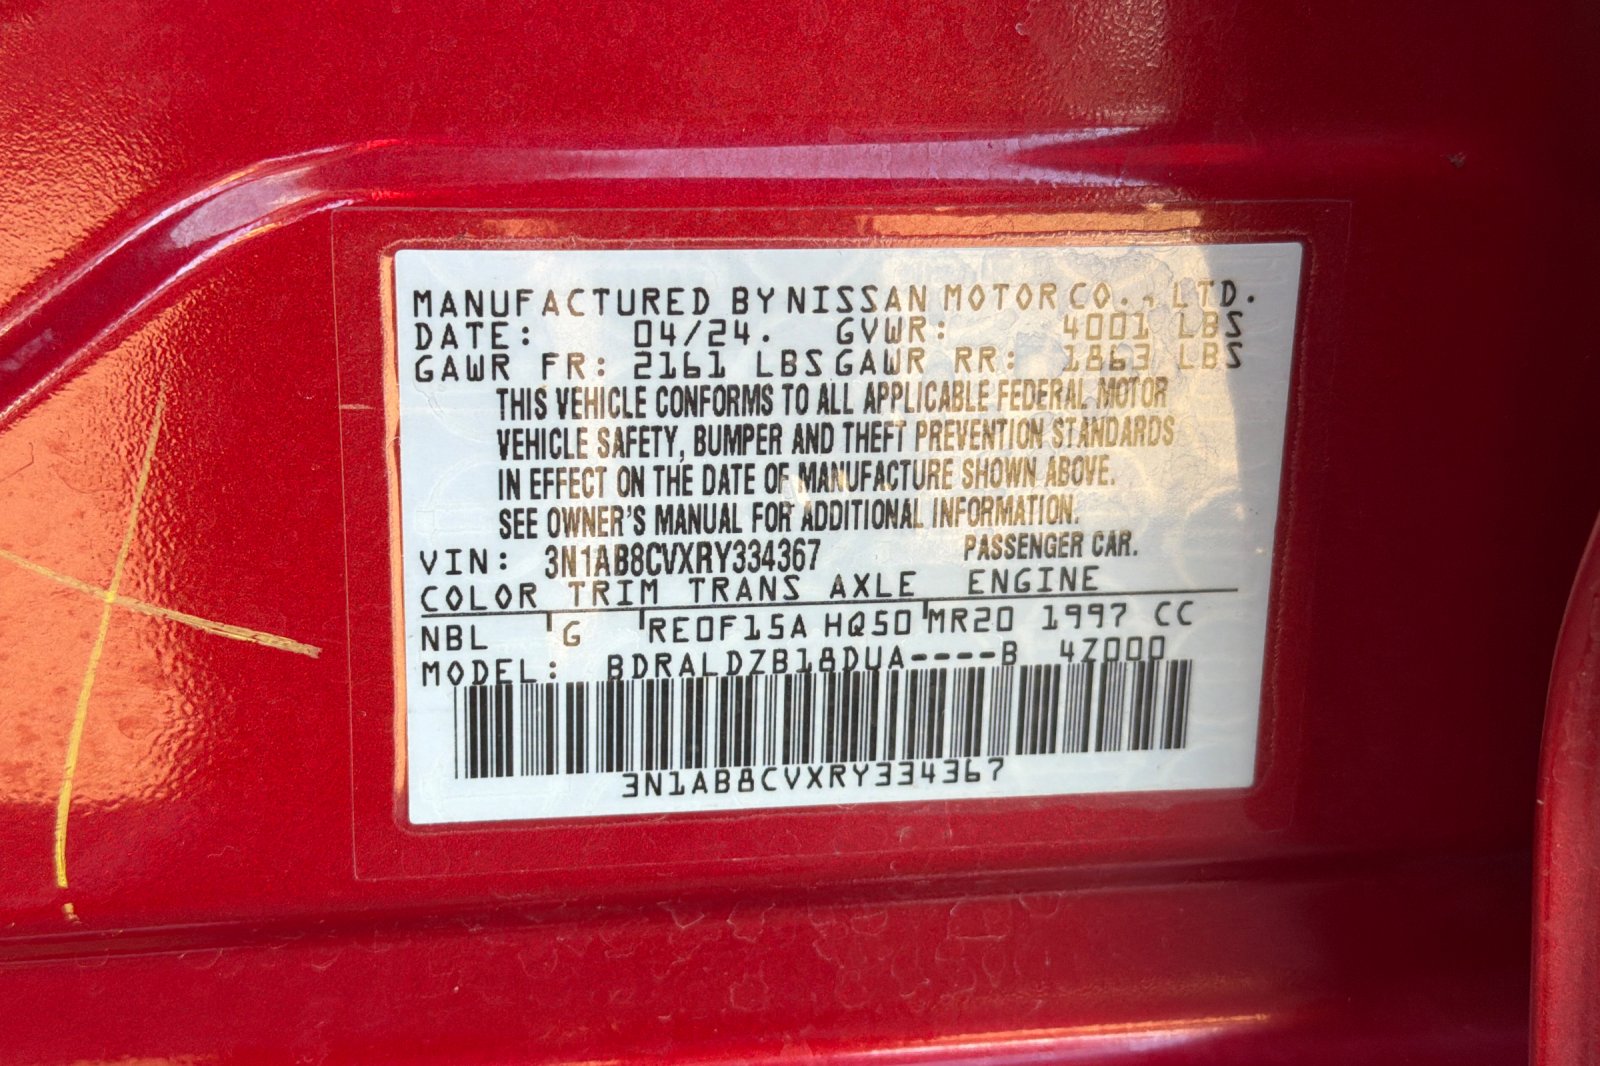 MANUFACTURED BY NISSAN MOTOR CO., LTD.
DATE: 04/24. GVWR: 4001 LBS
GAWR FR: 2161 LBS GAWR RR: 1863 LBS
THIS VEHICLE CONFORMS TO ALL APPLICABLE FEDERAL MOTOR
VEHICLE SAFETY, BUMPER AND THEFT PREVENTION STANDARDS
IN EFFECT ON THE DATE OF MANUFACTURE SHOWN ABOVE.
SEE OWNER'S MANUAL FOR ADDITIONAL INFORMATION.
VIN: 3N1AB8CVXRY334367 PASSENGER CAR.
COLOR TRIM TRANS AXLE ENGINE
NBL G RE0F15A HQ50 MR20 1997 CC
MODEL: BDRALDZB18DUA----B 4Z000
3N1AB8CVXRY334367